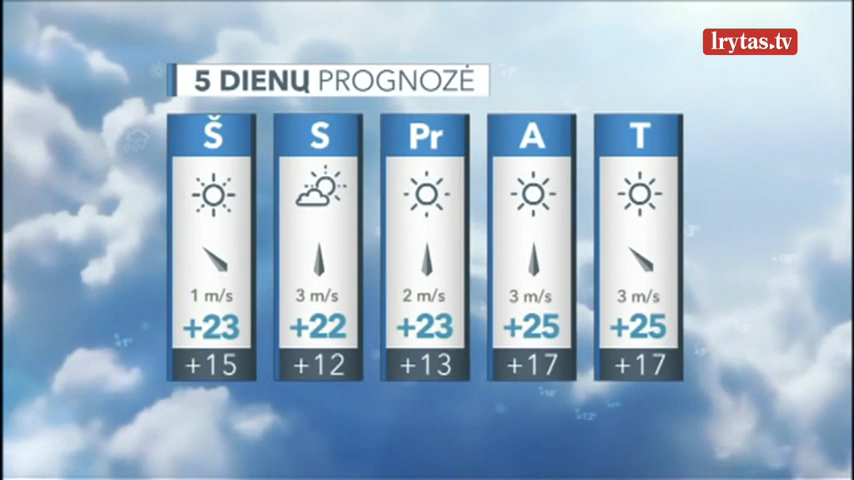 lrytas.tv
5 DIENŲ PROGNOZĖ
Š S Pr A T
1 m/s 3 m/s 2 m/s 3 m/s 3 m/s
+23 +22 +23 +25 +25
+15 +12 +13 +17 +17